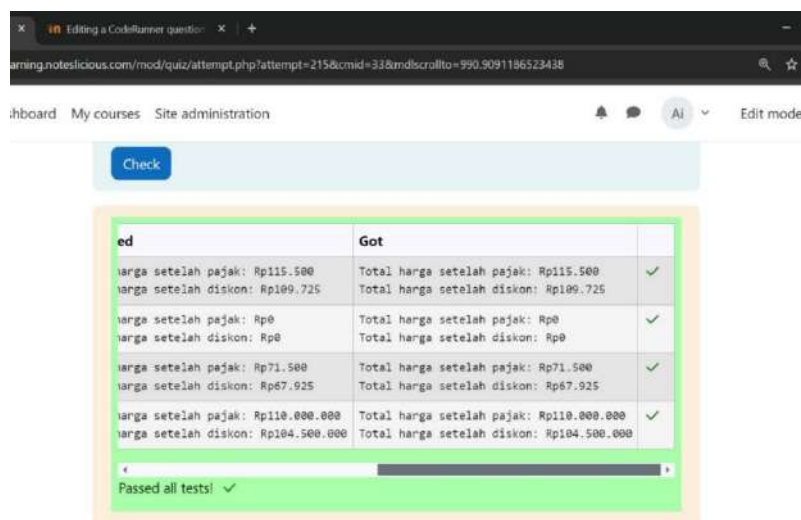 Editing a CodeRunner question
arning.noteslicious.com/mod/quiz/attempt.php?attempt=215&cmid=33&mdlscrollto=990.9091186523438
shboard My courses Site administration Ai Edit mode
Check
ed Got
harga setelah pajak: Rp115.500 Total harga setelah pajak: Rp115.500
harga setelah diskon: Rp109.725 Total harga setelah diskon: Rp109.725
harga setelah pajak: Rp0 Total harga setelah pajak: Rp0
harga setelah diskon: Rp0 Total harga setelah diskon: Rp0
harga setelah pajak: Rp71.500 Total harga setelah pajak: Rp71.500
harga setelah diskon: Rp67.925 Total harga setelah diskon: Rp67.925
harga setelah pajak: Rp110.000.000 Total harga setelah pajak: Rp110.000.000
harga setelah diskon: Rp104.500.000 Total harga setelah diskon: Rp104.500.000
Passed all tests!